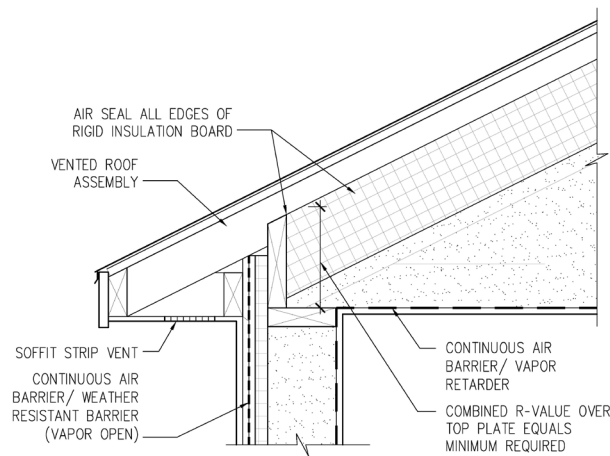 AIR SEAL ALL EDGES OF
RIGID INSULATION BOARD
VENTED ROOF
ASSEMBLY
SOFFIT STRIP VENT
CONTINUOUS AIR
BARRIER/ WEATHER
RESISTANT BARRIER
(VAPOR OPEN)
CONTINUOUS AIR
BARRIER/ VAPOR
RETARDER
COMBINED R-VALUE OVER
TOP PLATE EQUALS
MINIMUM REQUIRED